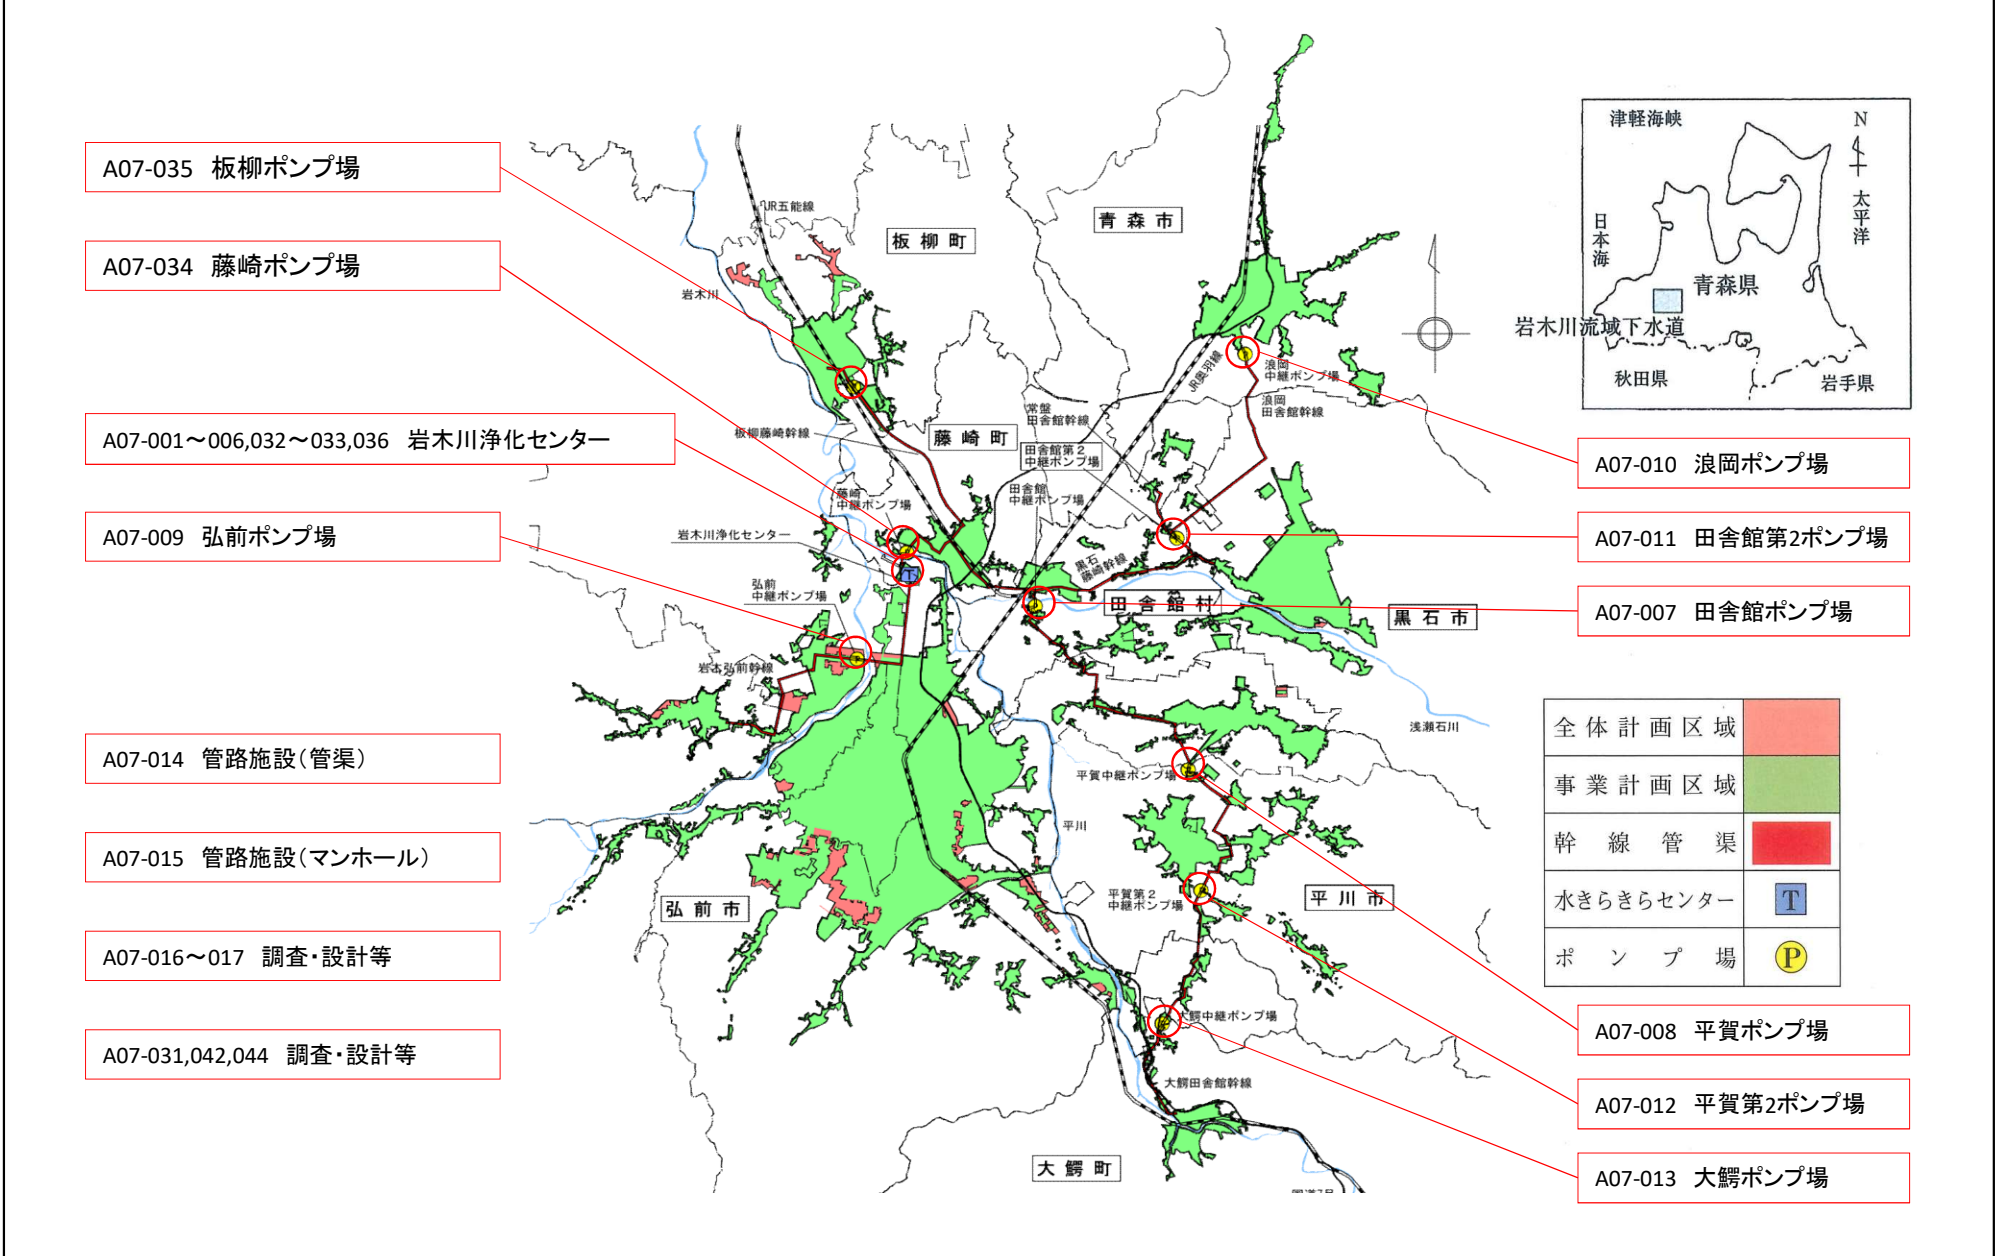 A07-035 板柳ポンプ場
A07-034 藤崎ポンプ場
A07-001～006,032～033,036 岩木川浄化センター
A07-009 弘前ポンプ場
A07-014 管路施設(管渠)
A07-015 管路施設(マンホール)
A07-016～017 調査・設計等
A07-031,042,044 調査・設計等
JR五能線
板柳町
青森市
岩木川
JR奥羽線
浪岡
中継ポンプ場
浪岡
田舎館幹線
常盤
田舎館幹線
板柳藤崎幹線
藤崎町
田舎館第2
中継ポンプ場
田舎館
中継ポンプ場
藤崎
中継ポンプ場
岩木川浄化センター
T
黒石
藤崎幹線
弘前
中継ポンプ場
田舎館村
黒石市
岩木弘前幹線
浅瀬石川
平賀中継ポンプ場
平川
平賀第2
中継ポンプ場
弘前市
平川市
大鰐中継ポンプ場
大鰐田舎館幹線
大鰐町
津軽海峡
N
太平洋
日本海
青森県
岩木川流域下水道
秋田県
岩手県
A07-010 浪岡ポンプ場
A07-011 田舎館第2ポンプ場
A07-007 田舎館ポンプ場
全体計画区域
事業計画区域
幹線管渠
水きらきらセンター T
ポンプ場 P
A07-008 平賀ポンプ場
A07-012 平賀第2ポンプ場
A07-013 大鰐ポンプ場